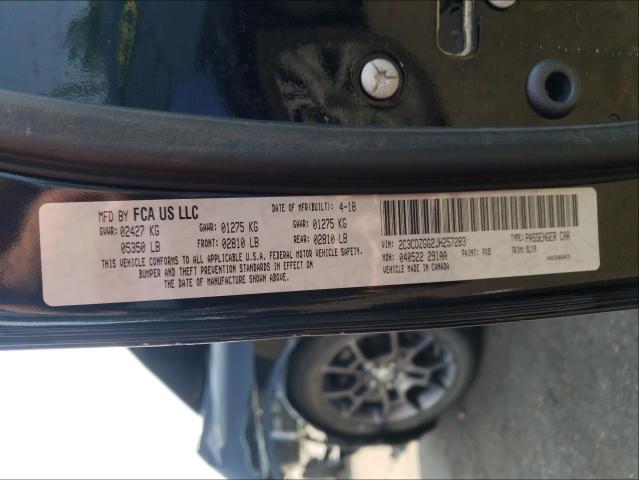 MFD BY FCA US LLC DATE OF MFR(BUILT): 4-18
GVWR: 02427 KG GAWR: 01275 KG GAWR: 01275 KG
05350 LB FRONT: 02810 LB REAR: 02810 LB
THIS VEHICLE CONFORMS TO ALL APPLICABLE U.S.A. FEDERAL MOTOR VEHICLE SAFETY,
BUMPER AND THEFT PREVENTION STANDARDS IN EFFECT ON
THE DATE OF MANUFACTURE SHOWN ABOVE.
VIN: 2C3CDZGG2JH257283 TYPE: PASSENGER CAR
MDH: 040522 291AA PAINT: PX8 TRIM: SLX9
VEHICLE MADE IN CANADA